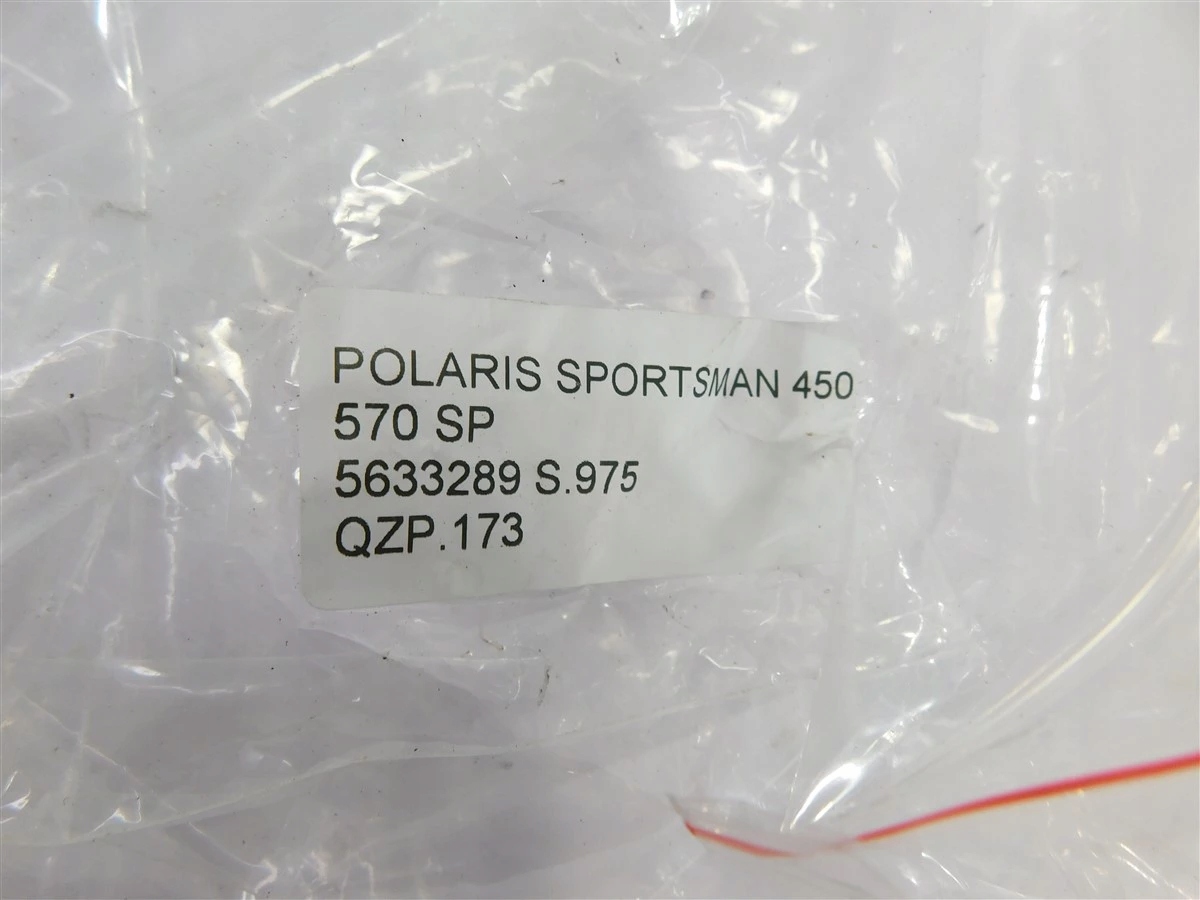 POLARIS SPORTSMAN 450
570 SP
5633289 S.975
QZP.173